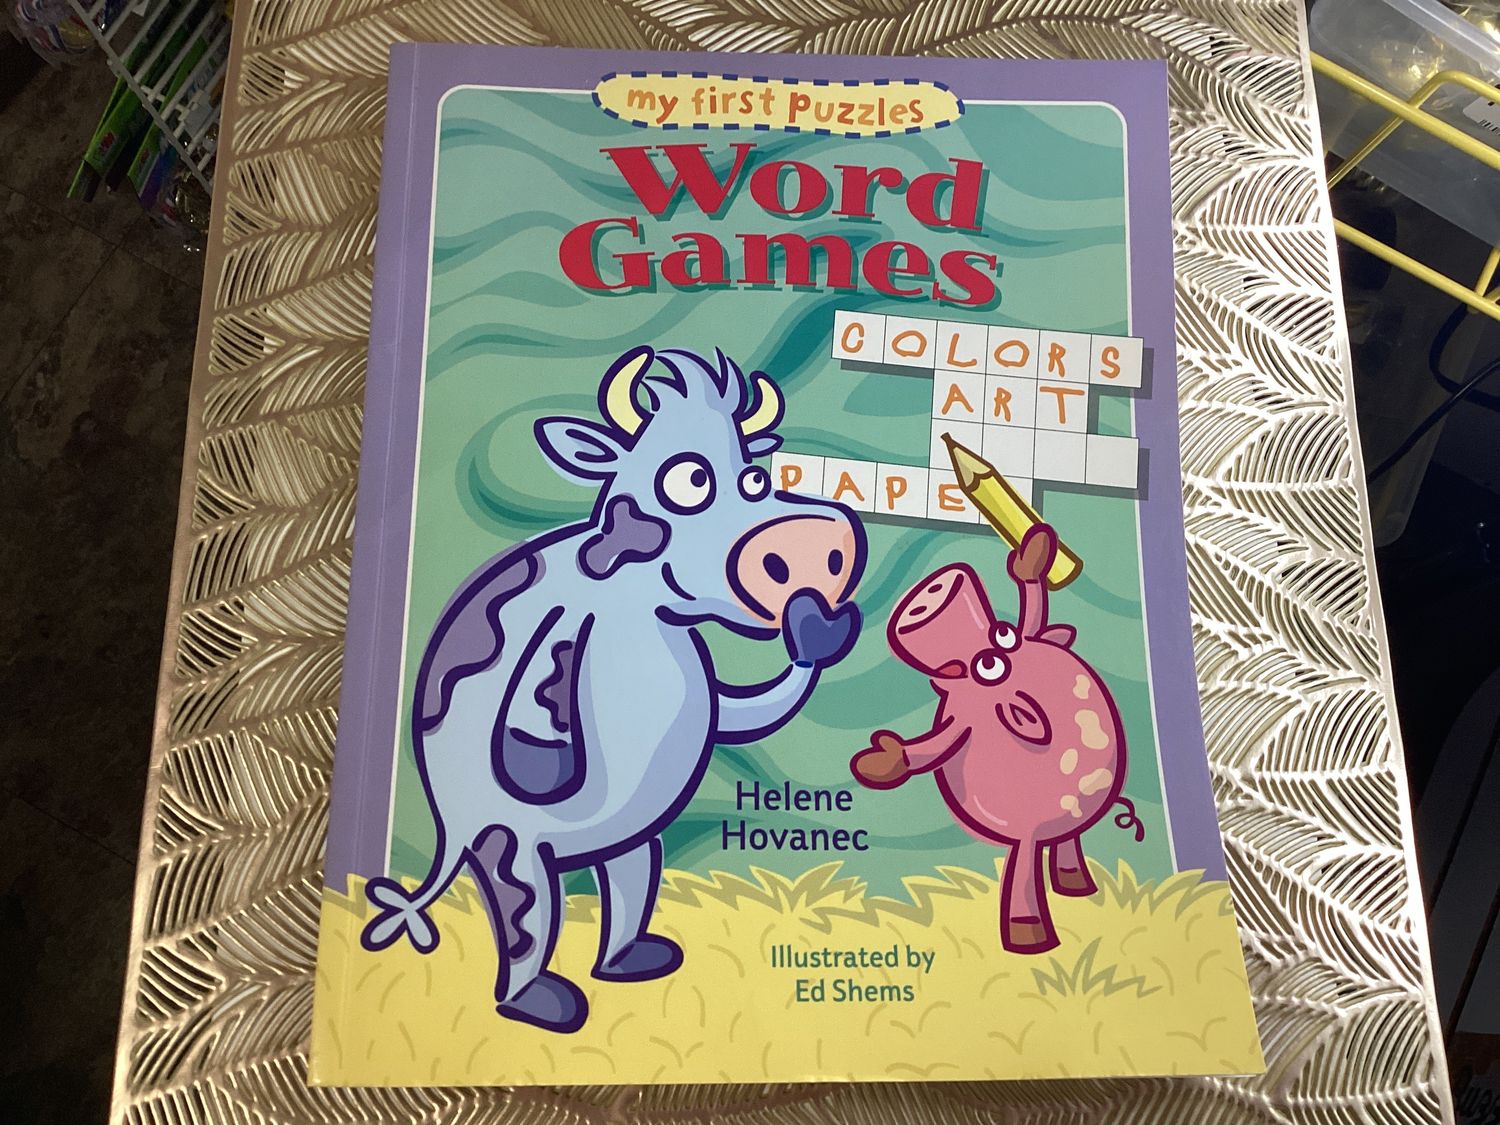 my first puzzles
Word
Games
COLORS
ART
PAPE
Helene
Hovanec
Illustrated by
Ed Shems